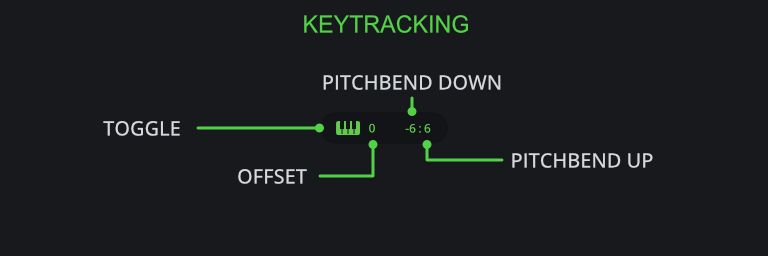 KEYTRACKING
PITCHBEND DOWN
TOGGLE
0 -6:6
PITCHBEND UP
OFFSET